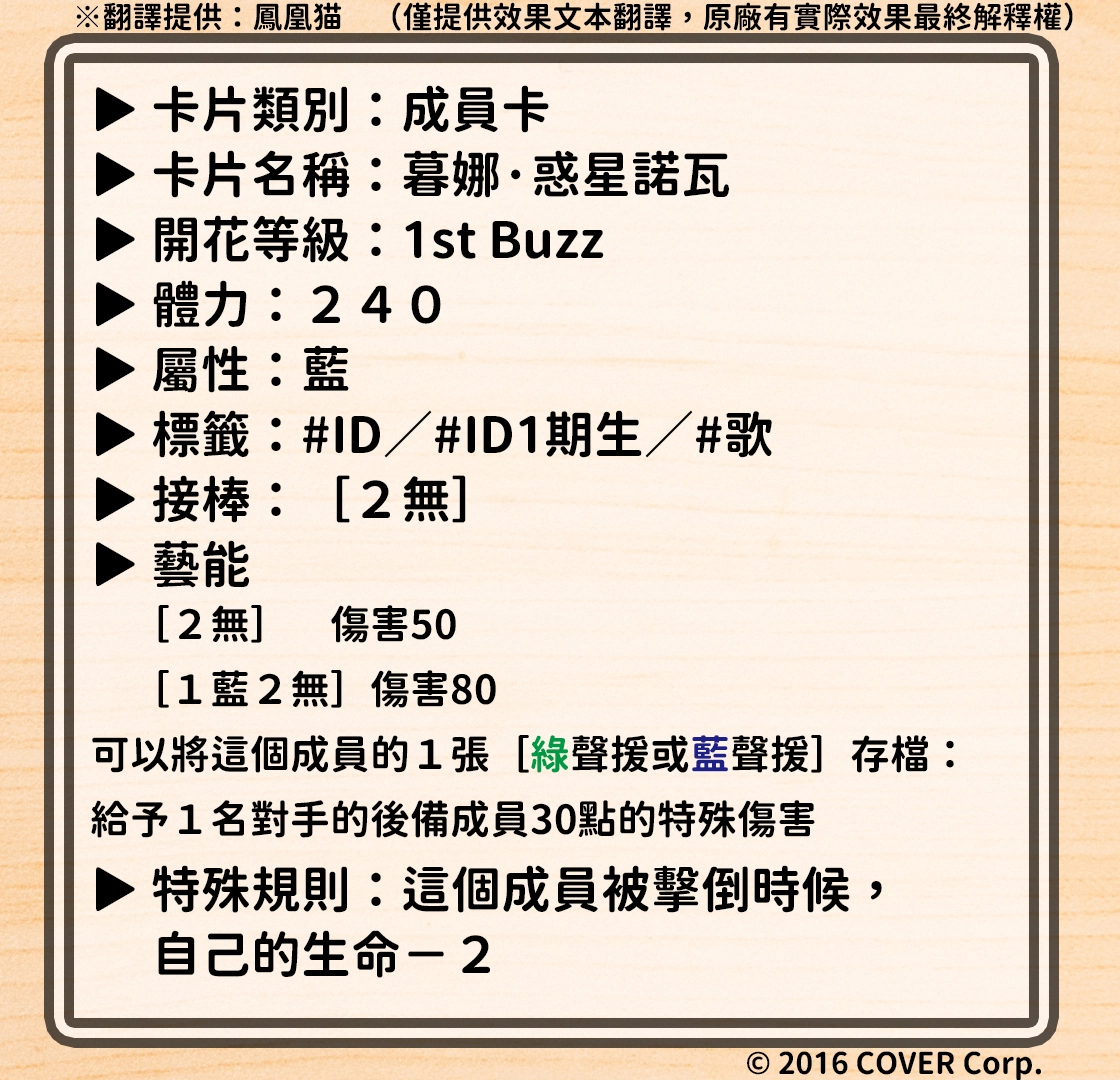 ※翻譯提供：鳳凰猫　（僅提供效果文本翻譯，原廠有實際效果最終解釋權）
▶ 卡片類別：成員卡
▶ 卡片名稱：暮娜·惑星諾瓦
▶ 開花等級：1st Buzz
▶ 體力：２４０
▶ 屬性：藍
▶ 標籤：#ID／#ID1期生／#歌
▶ 接棒：［２無］
▶ 藝能
［２無］　傷害50
［１藍２無］傷害80
可以將這個成員的１張［綠聲援或藍聲援］存檔：
給予１名對手的後備成員30點的特殊傷害
▶ 特殊規則：這個成員被擊倒時候，
自己的生命－２
© 2016 COVER Corp.